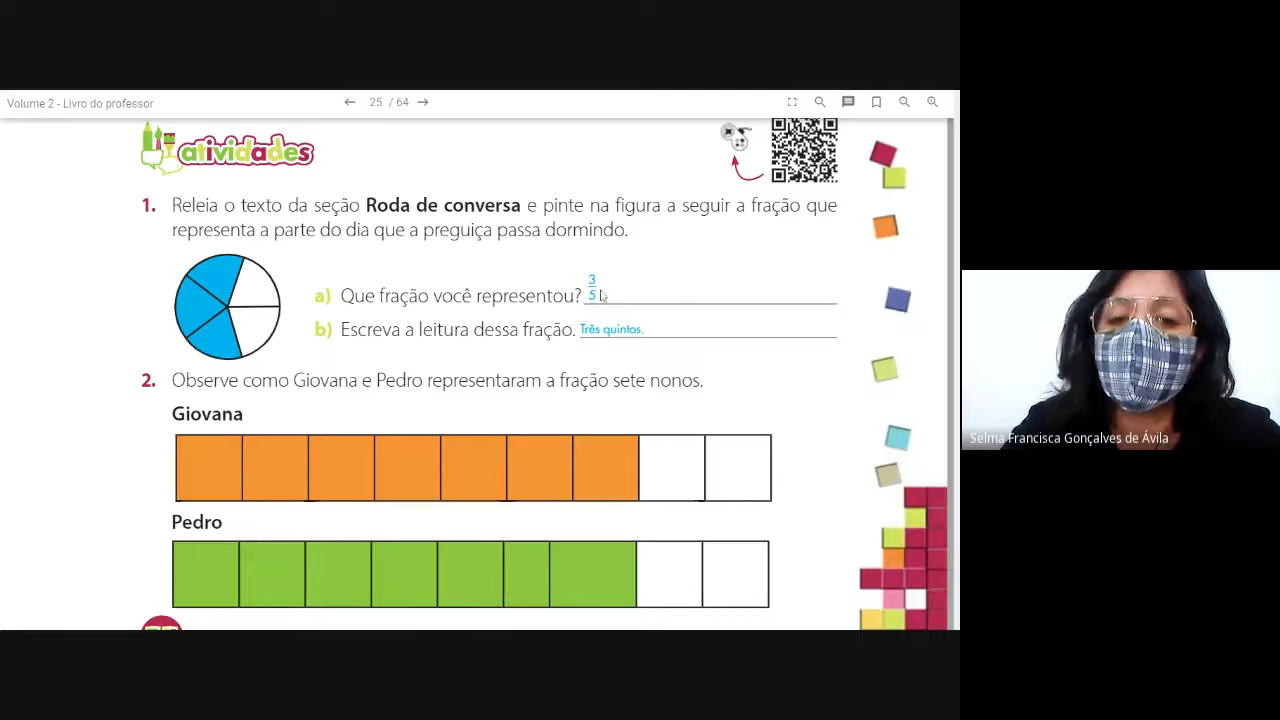 Volume 2 - Livro do professor
25 / 64
atividades
1. Releia o texto da seção Roda de conversa e pinte na figura a seguir a fração que
representa a parte do dia que a preguiça passa dormindo.
a) Que fração você representou? 3/5
b) Escreva a leitura dessa fração. Três quintos.
2. Observe como Giovana e Pedro representaram a fração sete nonos.
Giovana
Pedro
Selma Francisca Gonçalves de Ávila